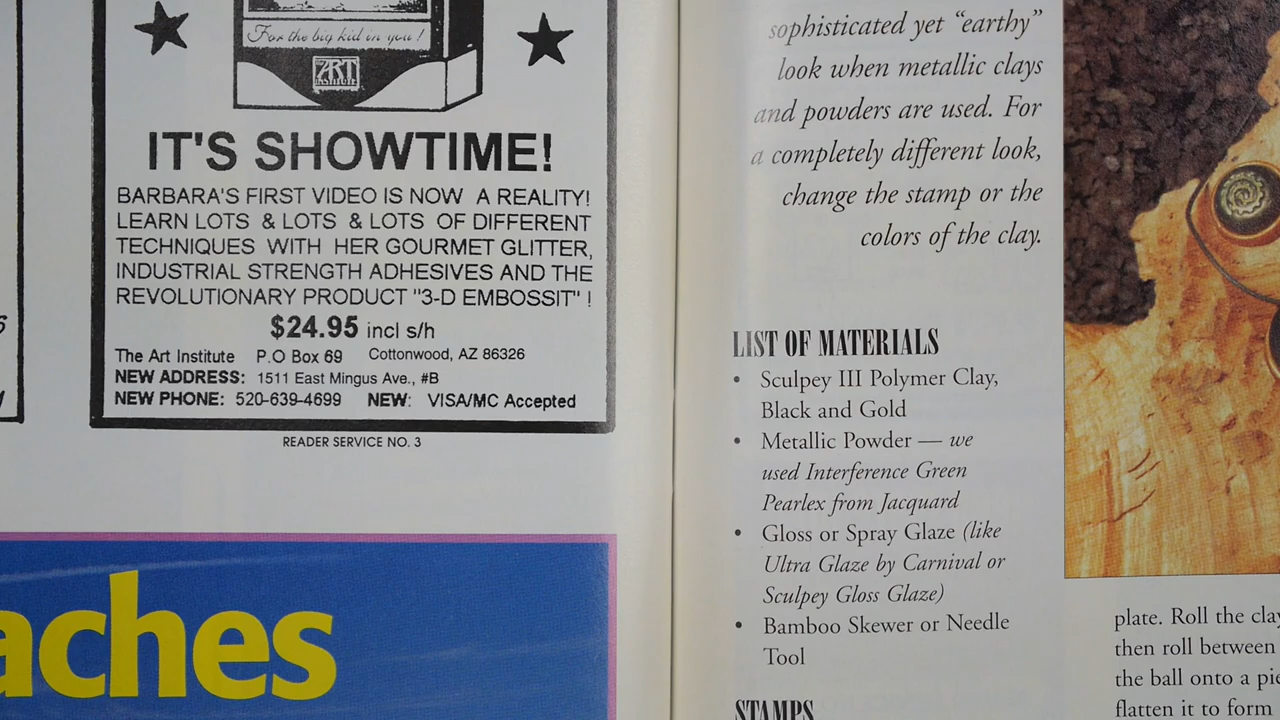 For the big kid in you!
ART
INSTITUTE
IT'S SHOWTIME!
BARBARA'S FIRST VIDEO IS NOW A REALITY!
LEARN LOTS & LOTS & LOTS OF DIFFERENT
TECHNIQUES WITH HER GOURMET GLITTER,
INDUSTRIAL STRENGTH ADHESIVES AND THE
REVOLUTIONARY PRODUCT "3-D EMBOSSIT" !
$24.95 incl s/h
The Art Institute P.O Box 69 Cottonwood, AZ 86326
NEW ADDRESS: 1511 East Mingus Ave., #B
NEW PHONE: 520-639-4699 NEW: VISA/MC Accepted
READER SERVICE NO. 3
aches
sophisticated yet “earthy”
look when metallic clays
and powders are used. For
a completely different look,
change the stamp or the
colors of the clay.
LIST OF MATERIALS
• Sculpey III Polymer Clay,
Black and Gold
• Metallic Powder — we
used Interference Green
Pearlex from Jacquard
• Gloss or Spray Glaze (like
Ultra Glaze by Carnival or
Sculpey Gloss Glaze)
• Bamboo Skewer or Needle
Tool
STAMPS
plate. Roll the clay
then roll between
the ball onto a pie
flatten it to form